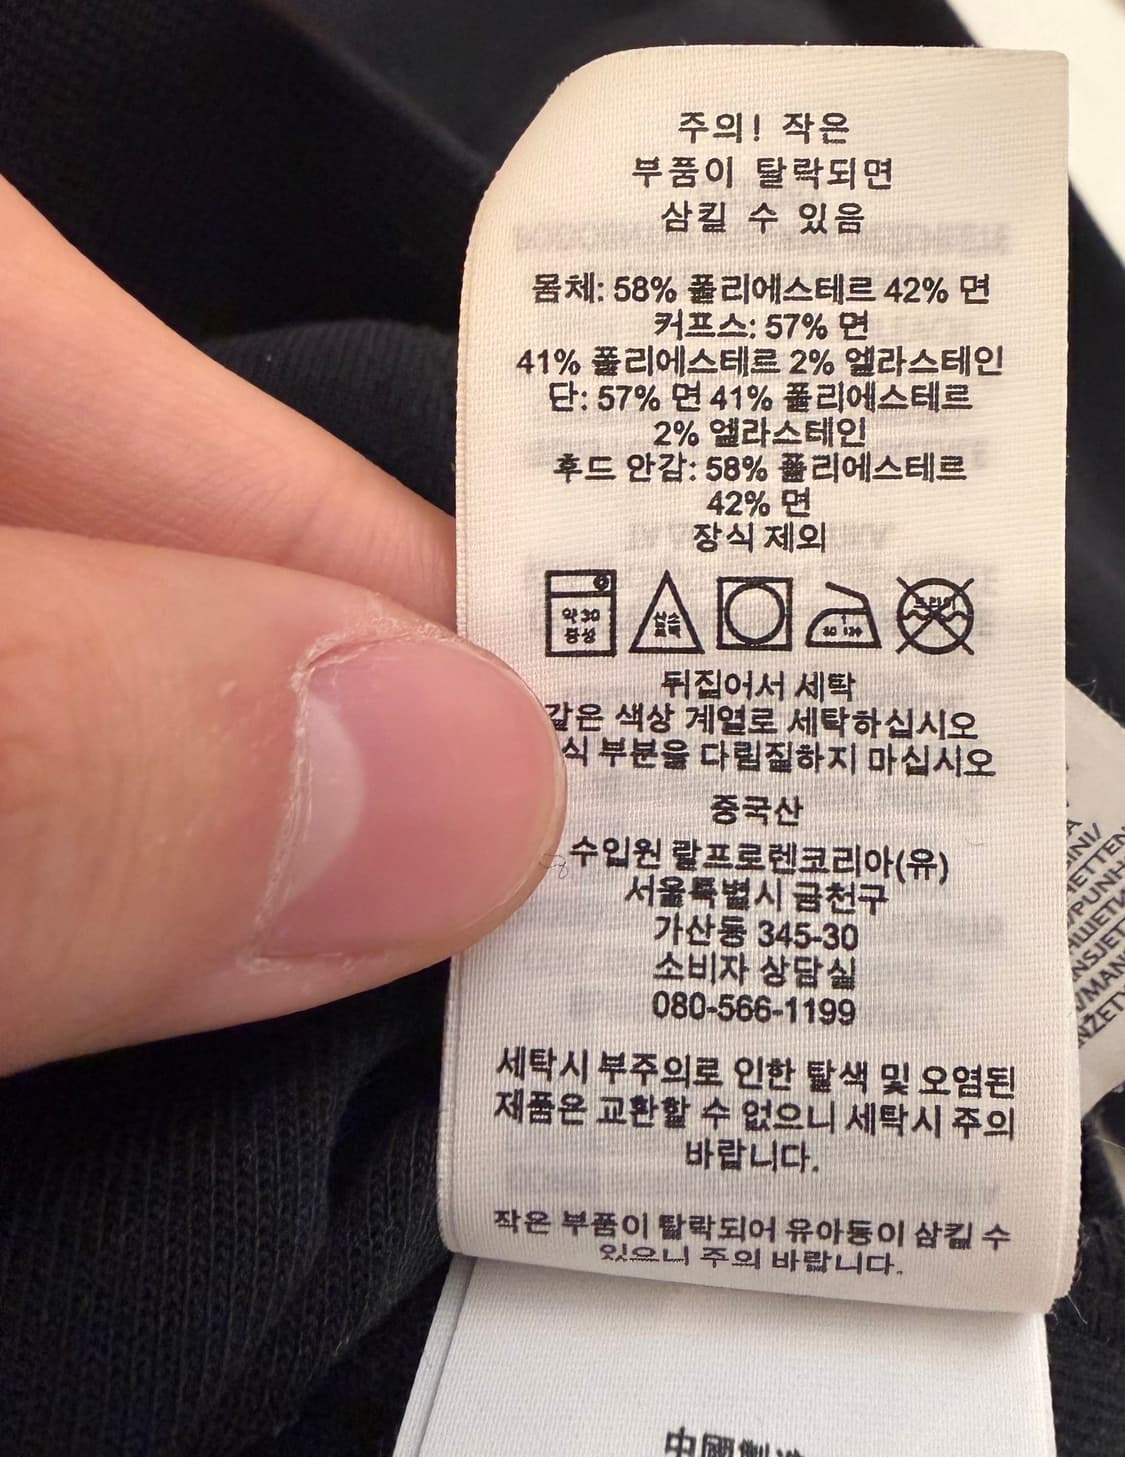 주의! 작은
부품이 탈락되면
삼킬 수 있음
몸체: 58% 폴리에스테르 42% 면
커프스: 57% 면
41% 폴리에스테르 2% 엘라스테인
단: 57% 면 41% 폴리에스테르
2% 엘라스테인
후드 안감: 58% 폴리에스테르
42% 면
장식 제외
약 30
중성
뒤집어서 세탁
같은 색상 계열로 세탁하십시오
식 부분을 다림질하지 마십시오
중국산
수입원 랄프로렌코리아(유)
서울특별시 금천구
가산동 345-30
소비자 상담실
080-566-1199
세탁시 부주의로 인한 탈색 및 오염된
제품은 교환할 수 없으니 세탁시 주의
바랍니다.
작은 부품이 탈락되어 유아동이 삼킬 수
있으니 주의 바랍니다.
中國製造